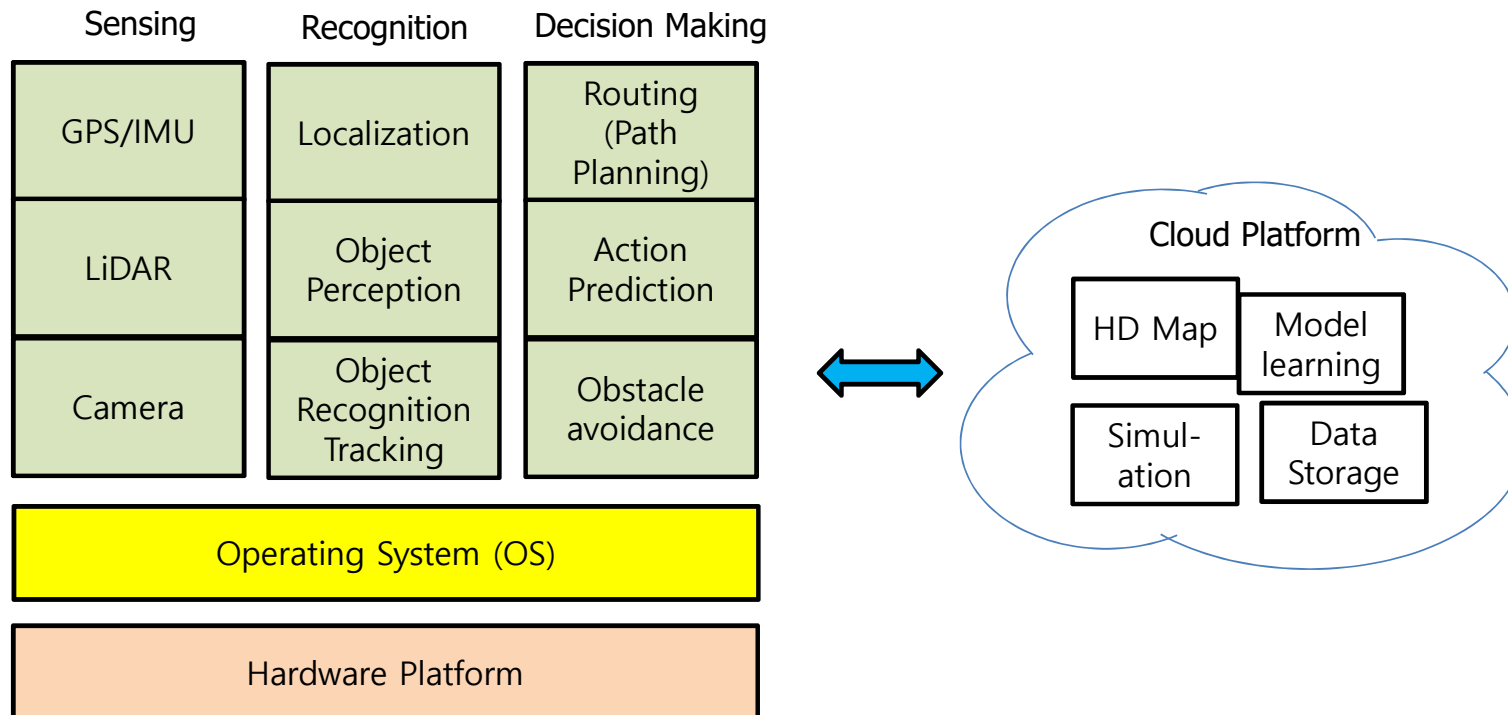 Sensing
Recognition
Decision Making
GPS/IMU
LiDAR
Camera
Localization
Object
Perception
Object
Recognition
Tracking
Routing
(Path
Planning)
Action
Prediction
Obstacle
avoidance
Operating System (OS)
Hardware Platform
Cloud Platform
HD Map
Model
learning
Simul-
ation
Data
Storage